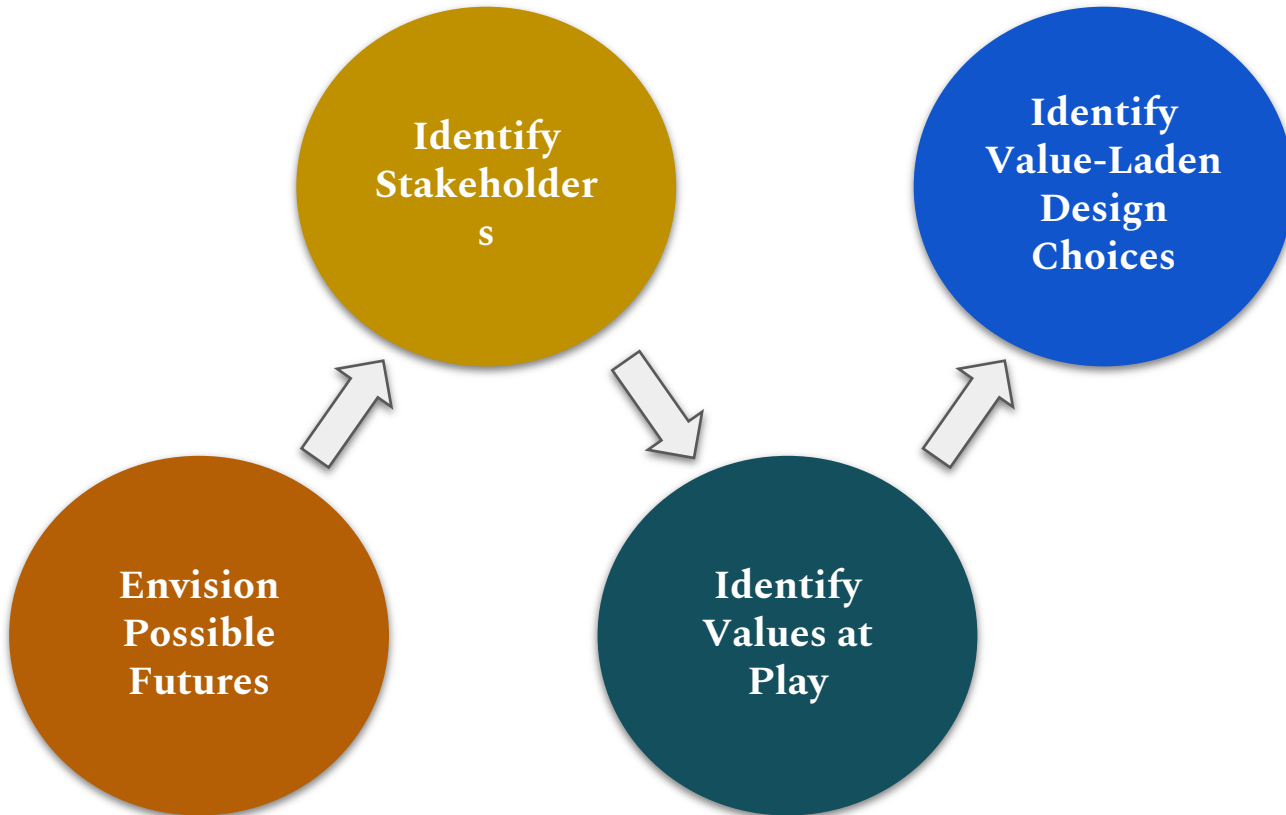 Envision
Possible
Futures
Identify
Stakeholder
s
Identify
Values at
Play
Identify
Value-Laden
Design
Choices